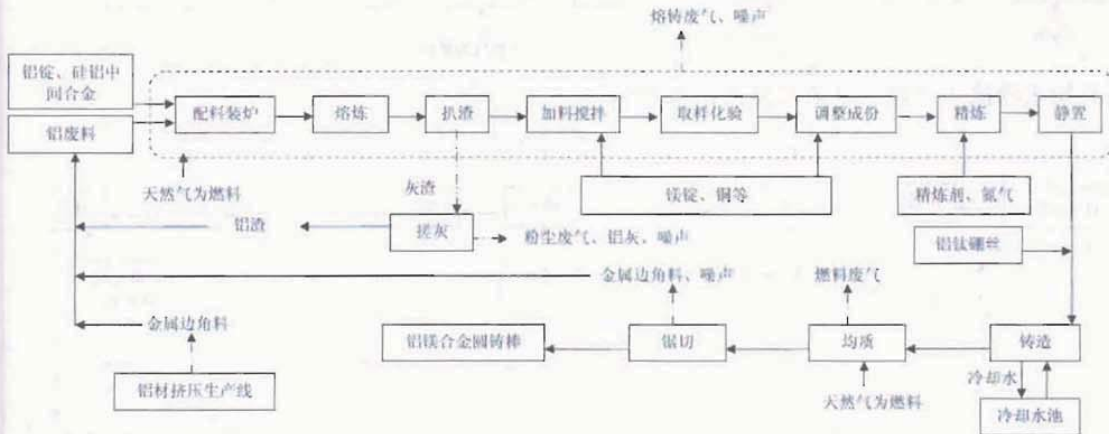 熔铸废气、噪声
铝锭、硅铝中
间合金
铝废料
配料装炉
熔炼
扒渣
加料搅拌
取样化验
调整成份
精炼
静置
天然气为燃料
灰渣
镁锭、铜等
精炼剂、氮气
铝渣
搓灰
粉尘废气、铝灰、噪声
铝钛硼丝
金属边角料、噪声
燃料废气
金属边角料
铝镁合金圆铸棒
锯切
均质
铸造
铝材挤压生产线
天然气为燃料
冷却水
冷却水池